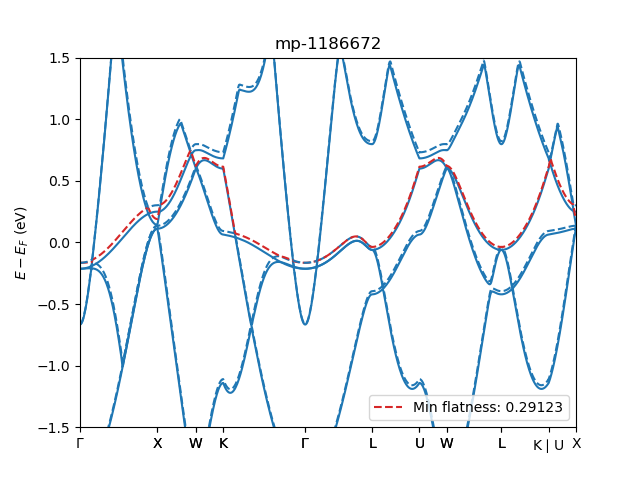 mp-1186672
E − E_F (eV)
1.5
1.0
0.5
0.0
−0.5
−1.0
−1.5
Min flatness: 0.29123
Γ X W K Γ L U W L K | U X